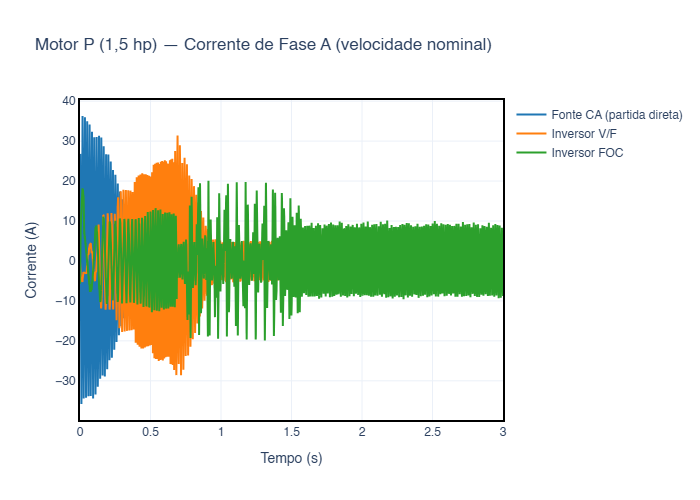 Motor P (1,5 hp) — Corrente de Fase A (velocidade nominal)
Fonte CA (partida direta)
Inversor V/F
Inversor FOC
Corrente (A)
40
30
20
10
0
−10
−20
−30
0
0.5
1
1.5
2
2.5
3
Tempo (s)